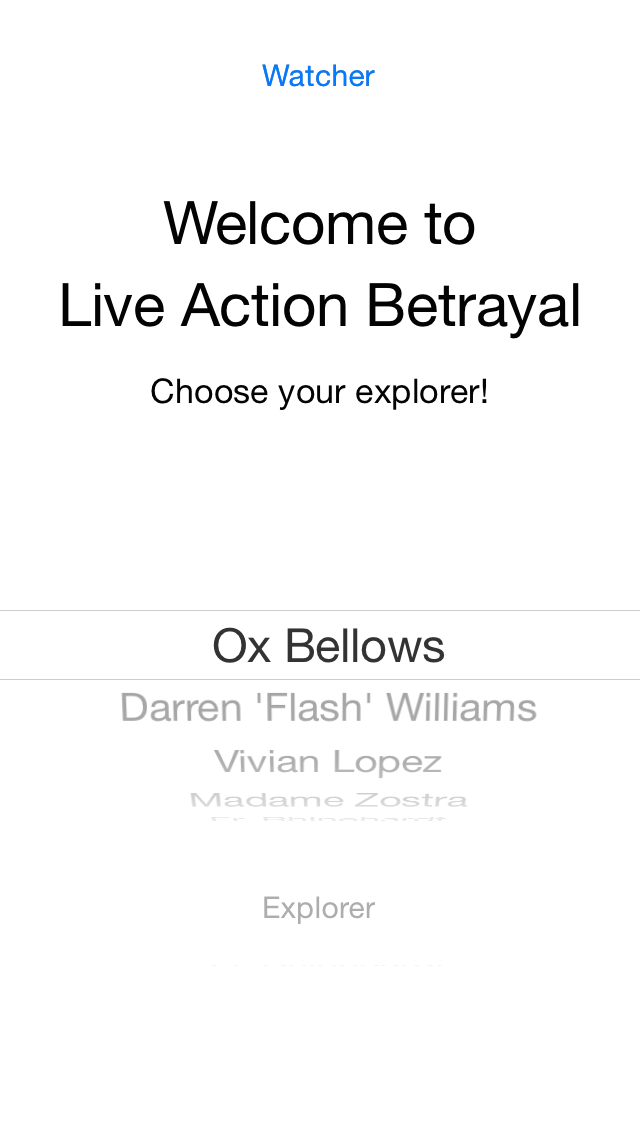 Watcher
Welcome to
Live Action Betrayal
Choose your explorer!
Ox Bellows
Darren 'Flash' Williams
Vivian Lopez
Madame Zostra
Explorer